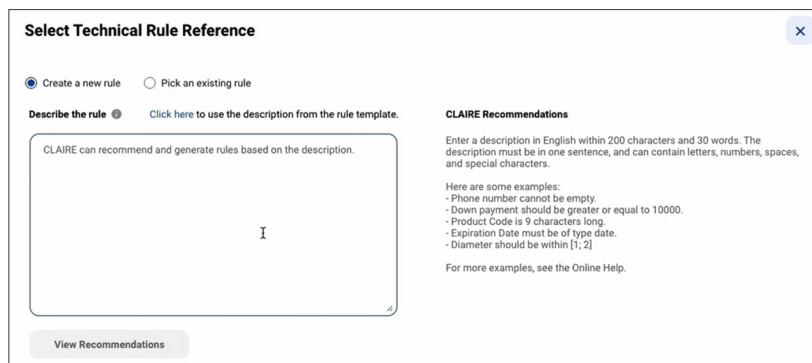 Select Technical Rule Reference
Create a new rule
Pick an existing rule
Describe the rule
Click here to use the description from the rule template.
CLAIRE can recommend and generate rules based on the description.
View Recommendations
CLAIRE Recommendations
Enter a description in English within 200 characters and 30 words. The
description must be in one sentence, and can contain letters, numbers, spaces,
and special characters.
Here are some examples:
- Phone number cannot be empty.
- Down payment should be greater or equal to 10000.
- Product Code is 9 characters long.
- Expiration Date must be of type date.
- Diameter should be within [1; 2]
For more examples, see the Online Help.